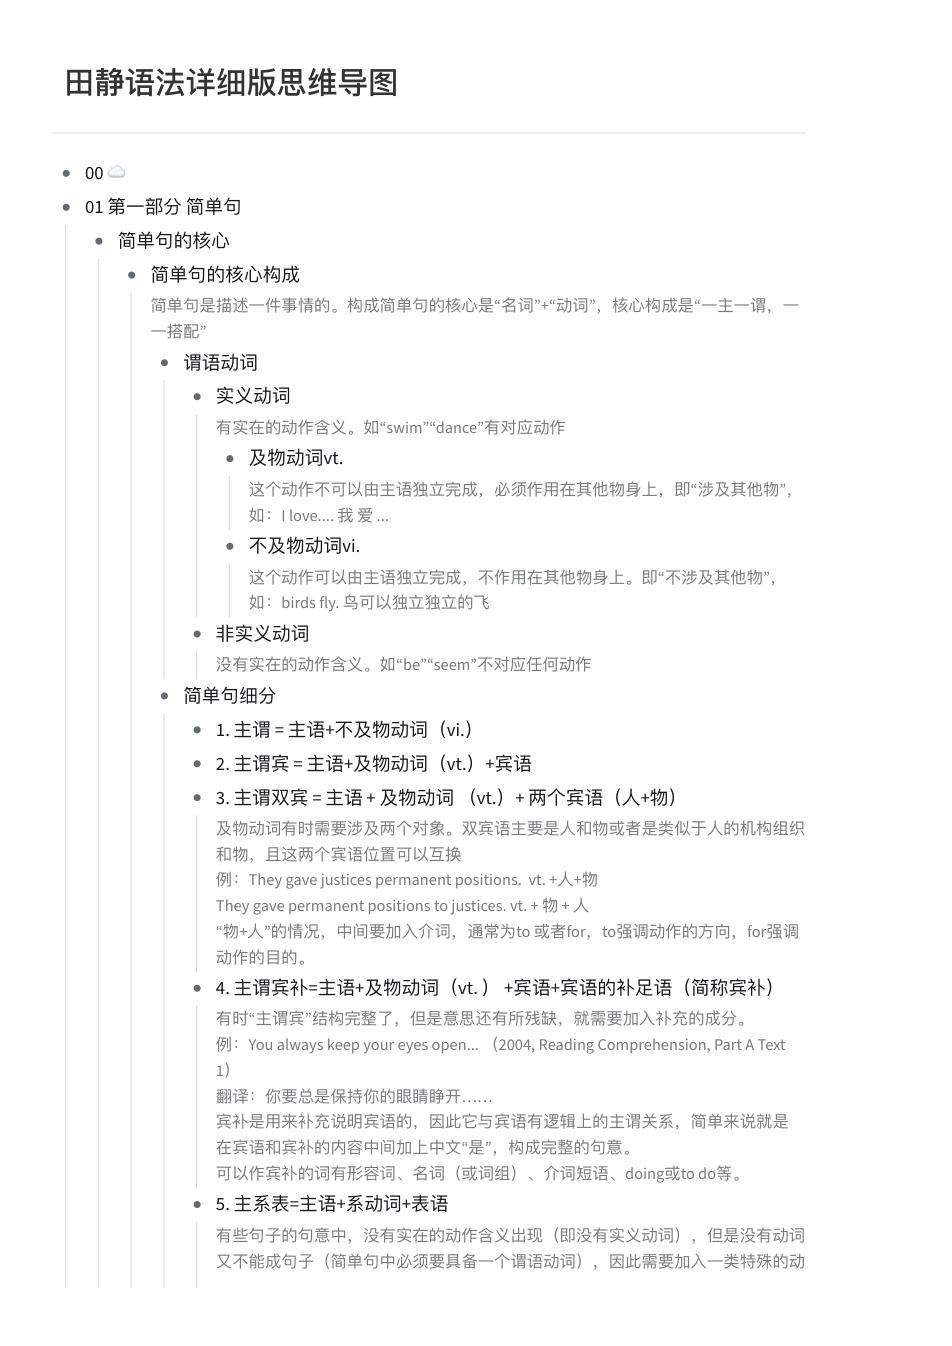 田静语法详细版思维导图
00
01 第一部分 简单句
简单句的核心
简单句的核心构成
简单句是描述一件事情的。构成简单句的核心是“名词”+“动词”，核心构成是“一主一谓，一
一搭配”
谓语动词
实义动词
有实在的动作含义。如“swim”“dance”有对应动作
及物动词vt.
这个动作不可以由主语独立完成，必须作用在其他物身上，即“涉及其他物”，
如：I love.... 我 爱 ...
不及物动词vi.
这个动作可以由主语独立完成，不作用在其他物身上。即“不涉及其他物”，
如：birds fly. 鸟可以独立独立的飞
非实义动词
没有实在的动作含义。如“be”“seem”不对应任何动作
简单句细分
1. 主谓 = 主语+不及物动词（vi.）
2. 主谓宾 = 主语+及物动词（vt.）+宾语
3. 主谓双宾 = 主语 + 及物动词 （vt.）+ 两个宾语（人+物）
及物动词有时需要涉及两个对象。双宾语主要是人和物或者是类似于人的机构组织
和物，且这两个宾语位置可以互换
例：They gave justices permanent positions. vt. +人+物
They gave permanent positions to justices. vt. + 物 + 人
“物+人”的情况，中间要加入介词，通常为to 或者for，to强调动作的方向，for强调
动作的目的。
4. 主谓宾补=主语+及物动词（vt. ） +宾语+宾语的补足语（简称宾补）
有时“主谓宾”结构完整了，但是意思还有所残缺，就需要加入补充的成分。
例：You always keep your eyes open... （2004, Reading Comprehension, Part A Text
1）
翻译：你要总是保持你的眼睛睁开……
宾补是用来补充说明宾语的，因此它与宾语有逻辑上的主谓关系，简单来说就是
在宾语和宾补的内容中间加上中文“是”，构成完整的句意。
可以作宾补的词有形容词、名词（或词组）、介词短语、doing或to do等。
5. 主系表=主语+系动词+表语
有些句子的句意中，没有实在的动作含义出现（即没有实义动词），但是没有动词
又不能成句子（简单句中必须要具备一个谓语动词），因此需要加入一类特殊的动